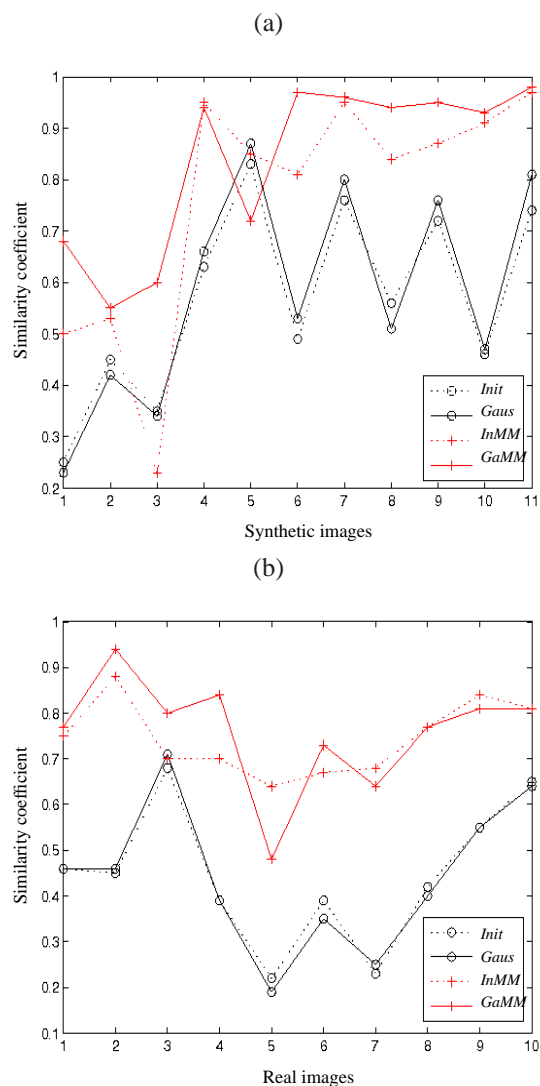 (a)
1
0.9
0.8
0.7
0.6
0.5
0.4
0.3
0.2
Similarity coefficient
Init
Gaus
InMM
GaMM
1 2 3 4 5 6 7 8 9 10 11
Synthetic images
(b)
1
0.9
0.8
0.7
0.6
0.5
0.4
0.3
0.2
0.1
Similarity coefficient
Init
Gaus
InMM
GaMM
1 2 3 4 5 6 7 8 9 10
Real images